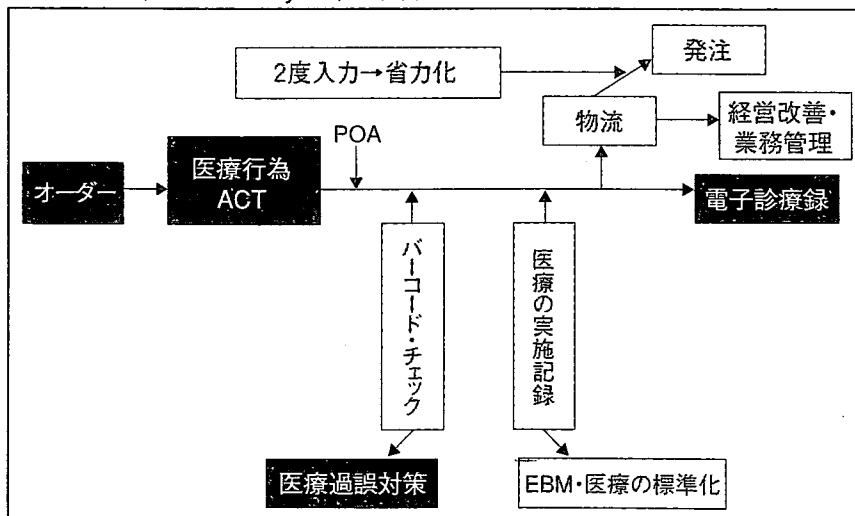 2度入力→省力化
発注
物流
経営改善・
業務管理
POA
オーダー
医療行為
ACT
電子診療録
バーコード・チェック
医療の実施記録
医療過誤対策
EBM・医療の標準化